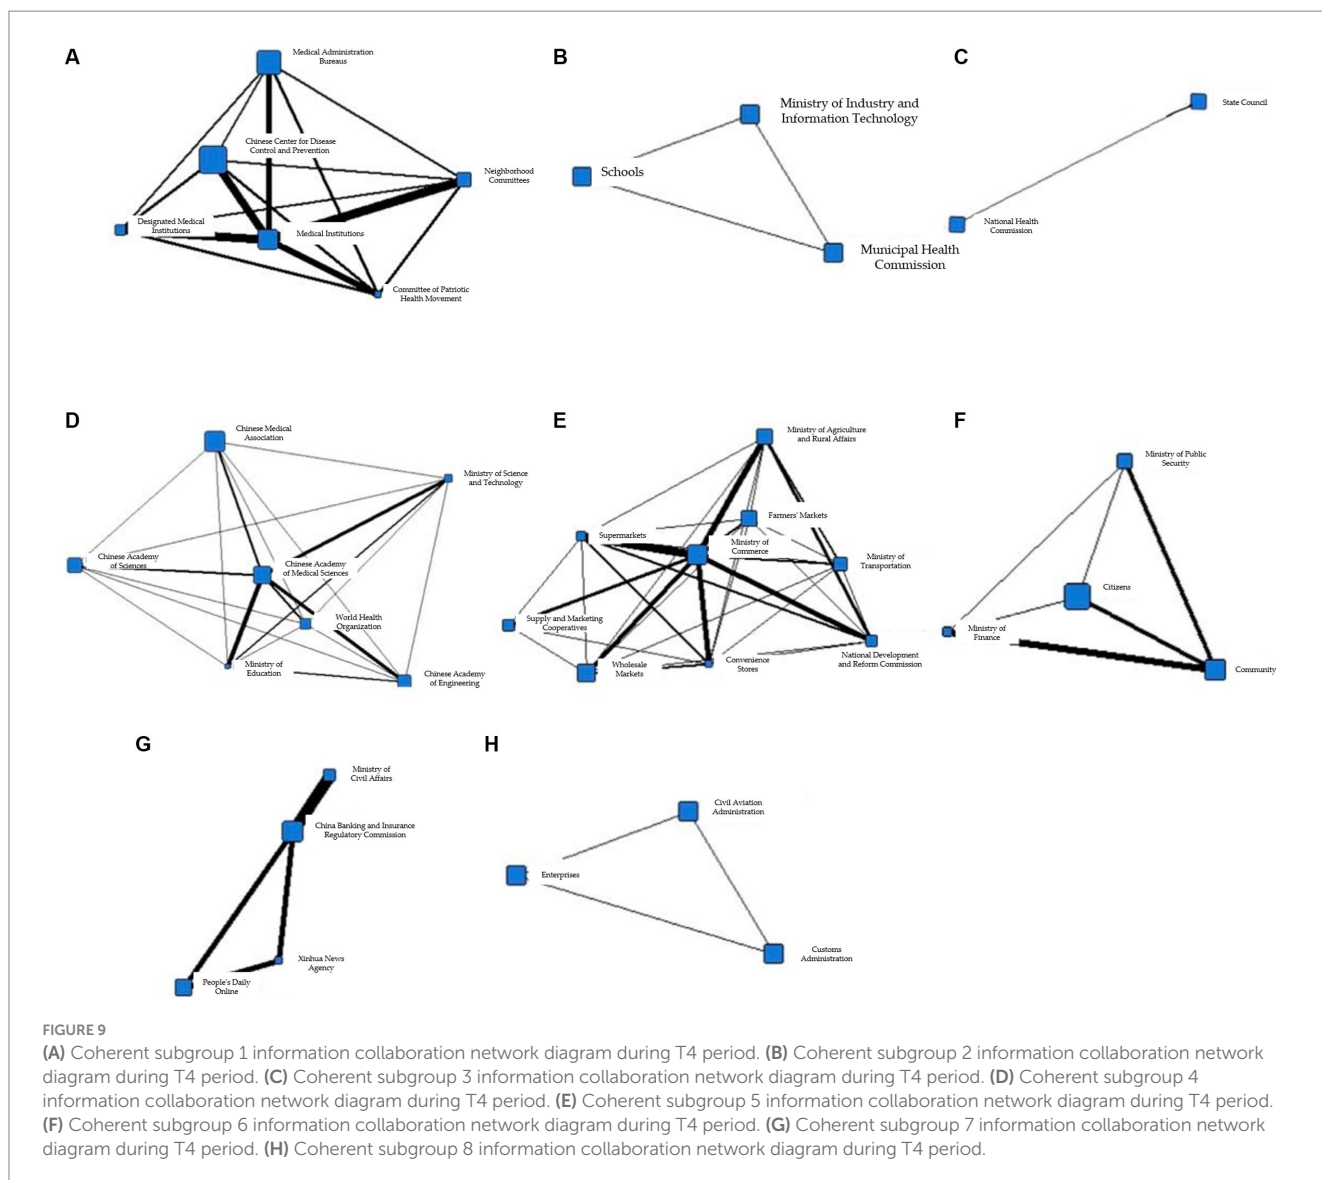 A
Medical Administration
Bureaus
Chinese Center for Disease
Control and Prevention
Neighborhood
Committees
Designated Medical
Institutions
Medical Institutions
Committee of Patriotic
Health Movement
B
Ministry of Industry and
Information Technology
Schools
Municipal Health
Commission
C
State Council
National Health
Commission
D
Chinese Medical
Association
Ministry of Science
and Technology
Chinese Academy
of Sciences
Chinese Academy
of Medical Sciences
World Health
Organization
Ministry of
Education
Chinese Academy
of Engineering
E
Ministry of Agriculture
and Rural Affairs
Farmers' Markets
Supermarkets
Ministry of
Commerce
Ministry of
Transportation
Supply and Marketing
Cooperatives
Wholesale
Markets
Convenience
Stores
National Development
and Reform Commission
F
Ministry of Public
Security
Citizens
Ministry of
Finance
Community
G
Ministry of
Civil Affairs
China Banking and Insurance
Regulatory Commission
Xinhua News
Agency
People's Daily
Online
H
Civil Aviation
Administration
Enterprises
Customs
Administration
FIGURE 9
(A) Coherent subgroup 1 information collaboration network diagram during T4 period. (B) Coherent subgroup 2 information collaboration network
diagram during T4 period. (C) Coherent subgroup 3 information collaboration network diagram during T4 period. (D) Coherent subgroup 4
information collaboration network diagram during T4 period. (E) Coherent subgroup 5 information collaboration network diagram during T4 period.
(F) Coherent subgroup 6 information collaboration network diagram during T4 period. (G) Coherent subgroup 7 information collaboration network
diagram during T4 period. (H) Coherent subgroup 8 information collaboration network diagram during T4 period.